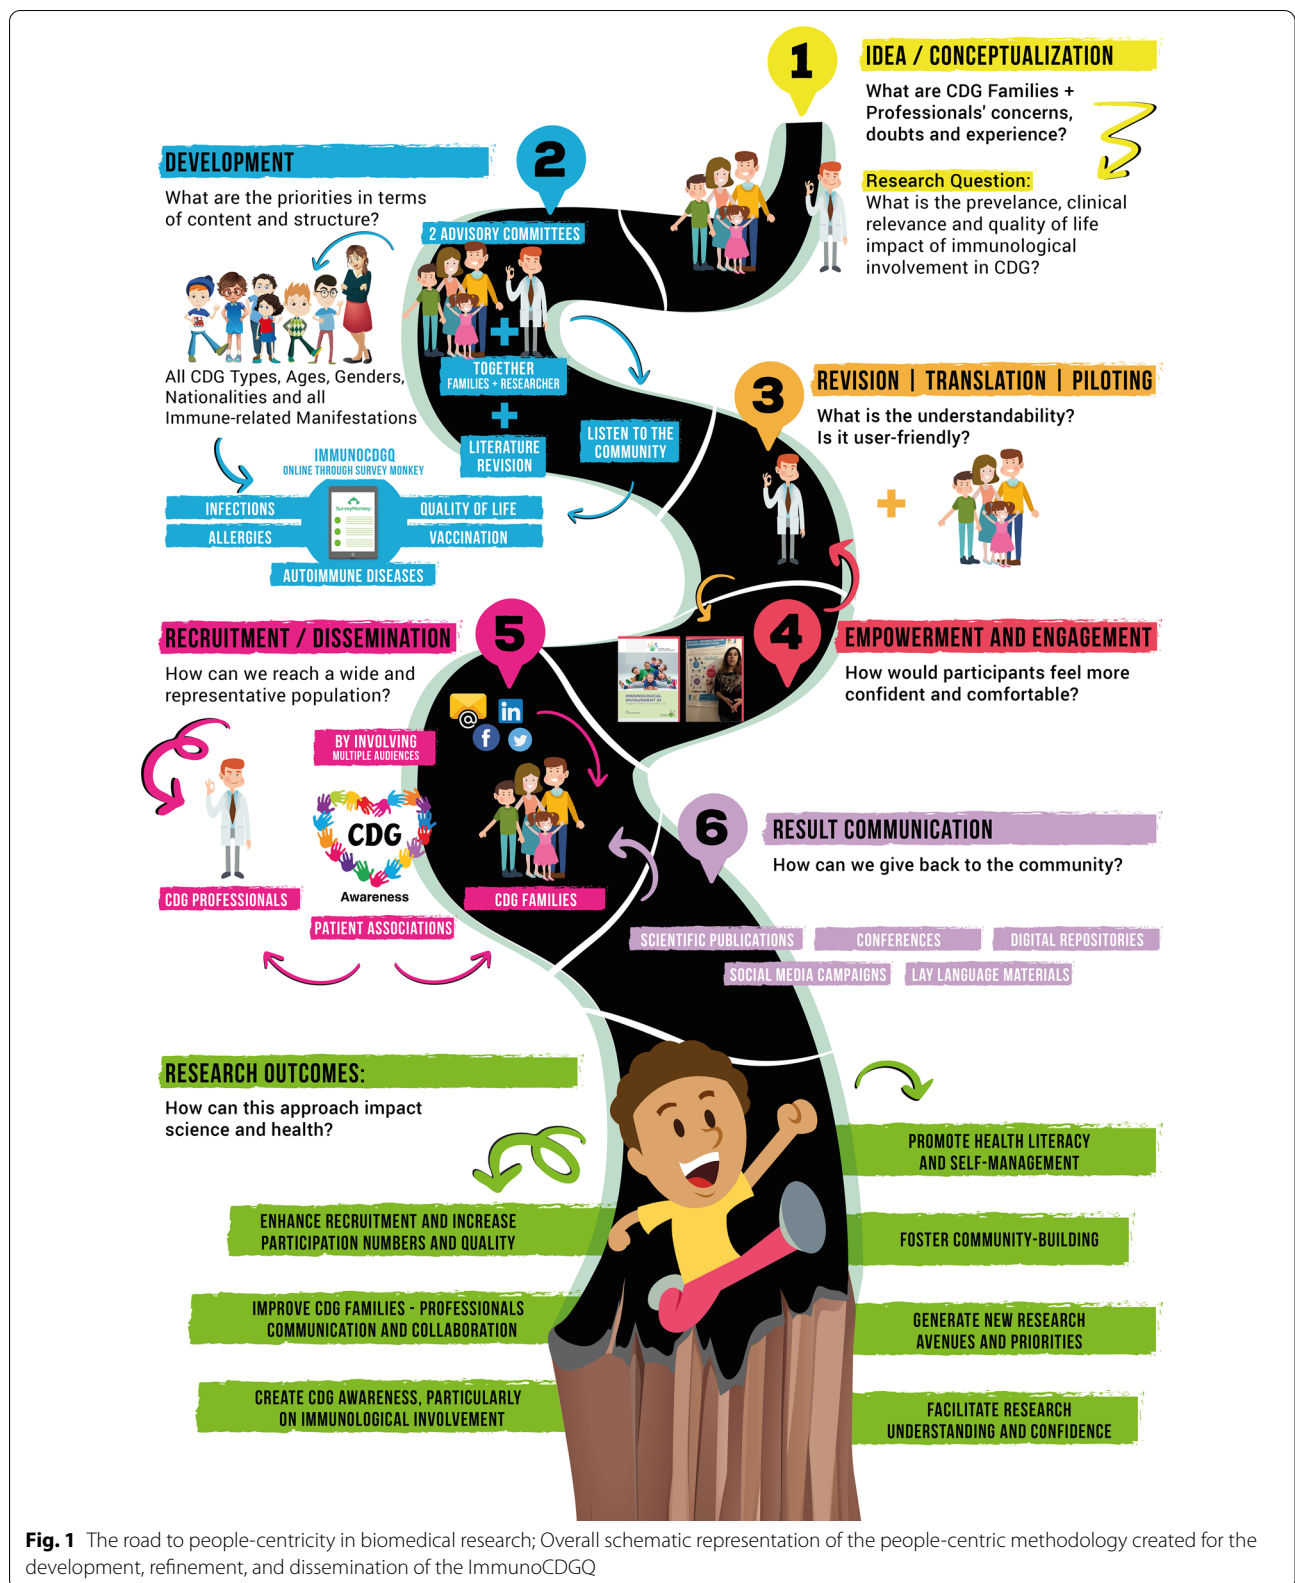 1
IDEA / CONCEPTUALIZATION
What are CDG Families +
Professionals' concerns,
doubts and experience?
Research Question:
What is the prevelance, clinical
relevance and quality of life
impact of immunological
involvement in CDG?
2
DEVELOPMENT
What are the priorities in terms
of content and structure?
2 ADVISORY COMMITTEES
+
TOGETHER
FAMILIES + RESEARCHER
+
LITERATURE
REVISION
LISTEN TO THE
COMMUNITY
All CDG Types, Ages, Genders,
Nationalities and all
Immune-related Manifestations
IMMUNOCDGQ
ONLINE THROUGH SURVEY MONKEY
SurveyMonkey
INFECTIONS
QUALITY OF LIFE
ALLERGIES
VACCINATION
AUTOIMMUNE DISEASES
3
REVISION | TRANSLATION | PILOTING
What is the understandability?
Is it user-friendly?
+
4
EMPOWERMENT AND ENGAGEMENT
How would participants feel more
confident and comfortable?
IMMUNOLOGICAL
INVOLVEMENT IN
5
RECRUITMENT / DISSEMINATION
How can we reach a wide and
representative population?
@
in
f
BY INVOLVING
MULTIPLE AUDIENCES
CDG
Awareness
CDG PROFESSIONALS
PATIENT ASSOCIATIONS
CDG FAMILIES
6
RESULT COMMUNICATION
How can we give back to the community?
SCIENTIFIC PUBLICATIONS
CONFERENCES
DIGITAL REPOSITORIES
SOCIAL MEDIA CAMPAIGNS
LAY LANGUAGE MATERIALS
RESEARCH OUTCOMES:
How can this approach impact
science and health?
ENHANCE RECRUITMENT AND INCREASE
PARTICIPATION NUMBERS AND QUALITY
IMPROVE CDG FAMILIES - PROFESSIONALS
COMMUNICATION AND COLLABORATION
CREATE CDG AWARENESS, PARTICULARLY
ON IMMUNOLOGICAL INVOLVEMENT
PROMOTE HEALTH LITERACY
AND SELF-MANAGEMENT
FOSTER COMMUNITY-BUILDING
GENERATE NEW RESEARCH
AVENUES AND PRIORITIES
FACILITATE RESEARCH
UNDERSTANDING AND CONFIDENCE
Fig. 1 The road to people-centricity in biomedical research; Overall schematic representation of the people-centric methodology created for the
development, refinement, and dissemination of the ImmunoCDGQ